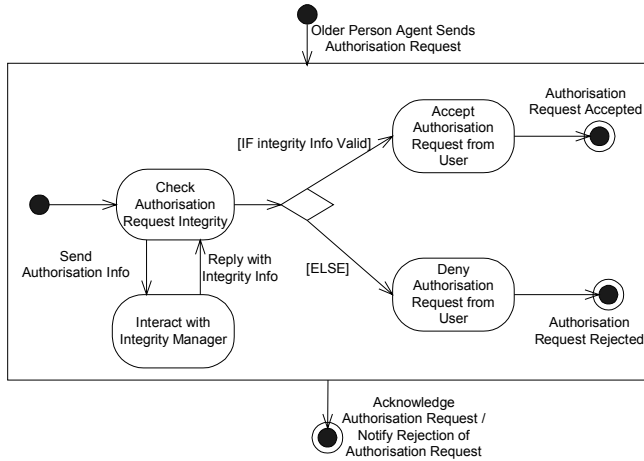 Older Person Agent Sends
Authorisation Request
Authorisation
Request Accepted
Accept
Authorisation
Request from
User
[IF integrity Info Valid]
Check
Authorisation
Request Integrity
Send
Authorisation Info
Reply with
Integrity Info
[ELSE]
Deny
Authorisation
Request from
User
Interact with
Integrity Manager
Authorisation
Request Rejected
Acknowledge
Authorisation Request /
Notify Rejection of
Authorisation Request